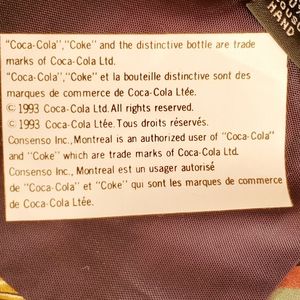 "Coca-Cola","Coke" and the distinctive bottle are trade
marks of Coca-Cola Ltd.
"Coca-Cola","Coke" et la bouteille distinctive sont des
marques de commerce de Coca-Cola Ltée.
© 1993 Coca-Cola Ltd. All rights reserved.
© 1993 Coca-Cola Ltée. Tous droits réservés.
Consenso Inc., Montreal is an authorized user of "Coca-Cola"
and "Coke" which are trade marks of Coca-Cola Ltd.
Consenso Inc., Montreal est un usager autorisé
de "Coca-Cola" et "Coke" qui sont les marques de commerce
de Coca-Cola Ltée.
HAND